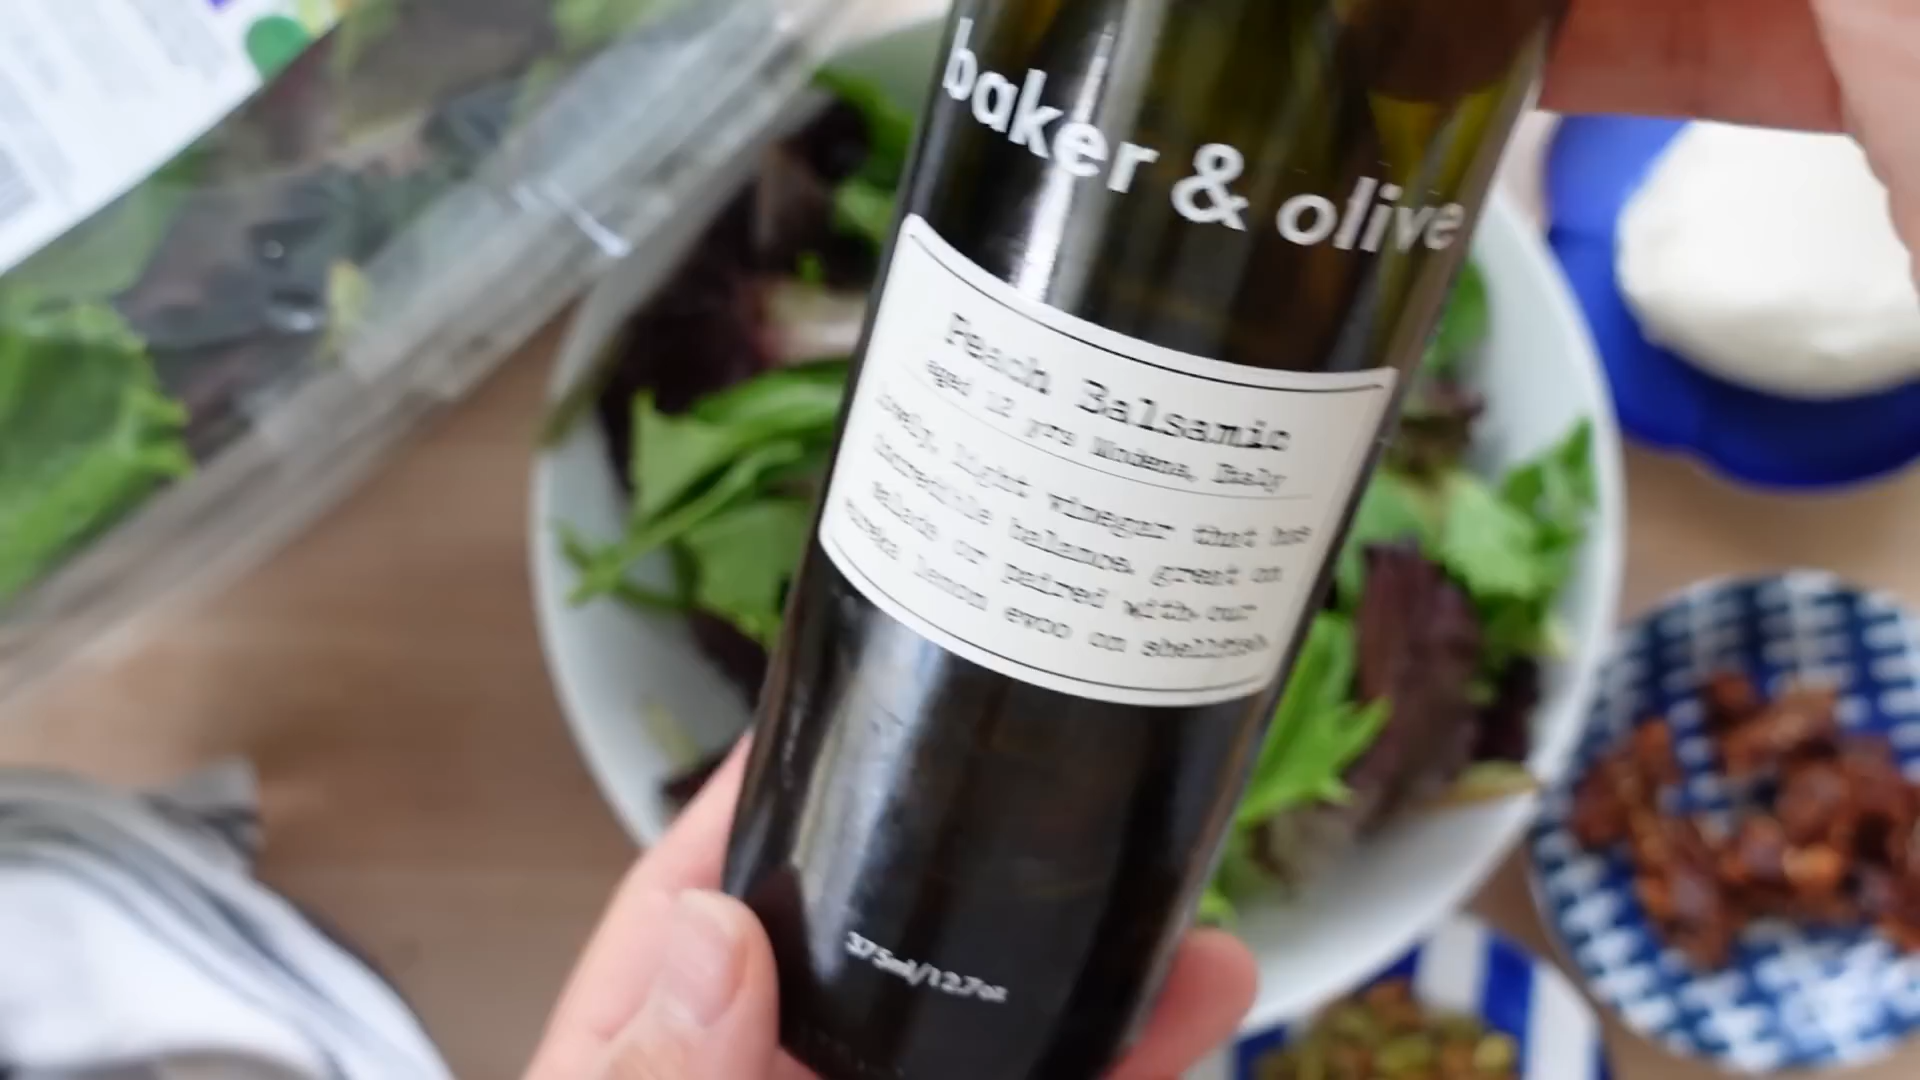 baker & olive
Peach Balsamic
aged 12 yrs Modena, Italy
lovely, light vinegar that has
incredible balance. great on
salads or paired with our
eureka lemon evoo on shellfish.
375ml/12.7oz